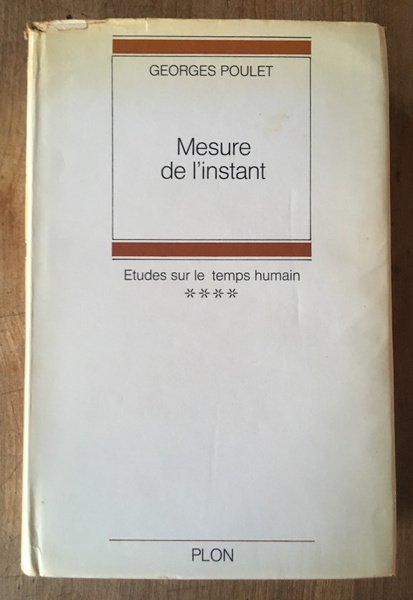 GEORGES POULET
Mesure
de l'instant
Etudes sur le temps humain
****
PLON